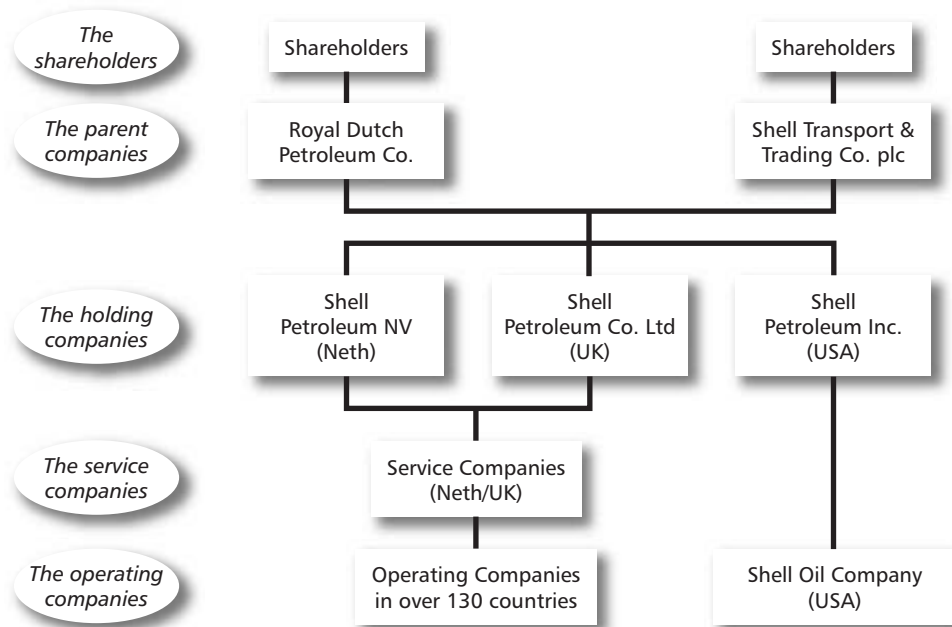 The
shareholders
Shareholders
Shareholders
The parent
companies
Royal Dutch
Petroleum Co.
Shell Transport &
Trading Co. plc
The holding
companies
Shell
Petroleum NV
(Neth)
Shell
Petroleum Co. Ltd
(UK)
Shell
Petroleum Inc.
(USA)
The service
companies
Service Companies
(Neth/UK)
The operating
companies
Operating Companies
in over 130 countries
Shell Oil Company
(USA)